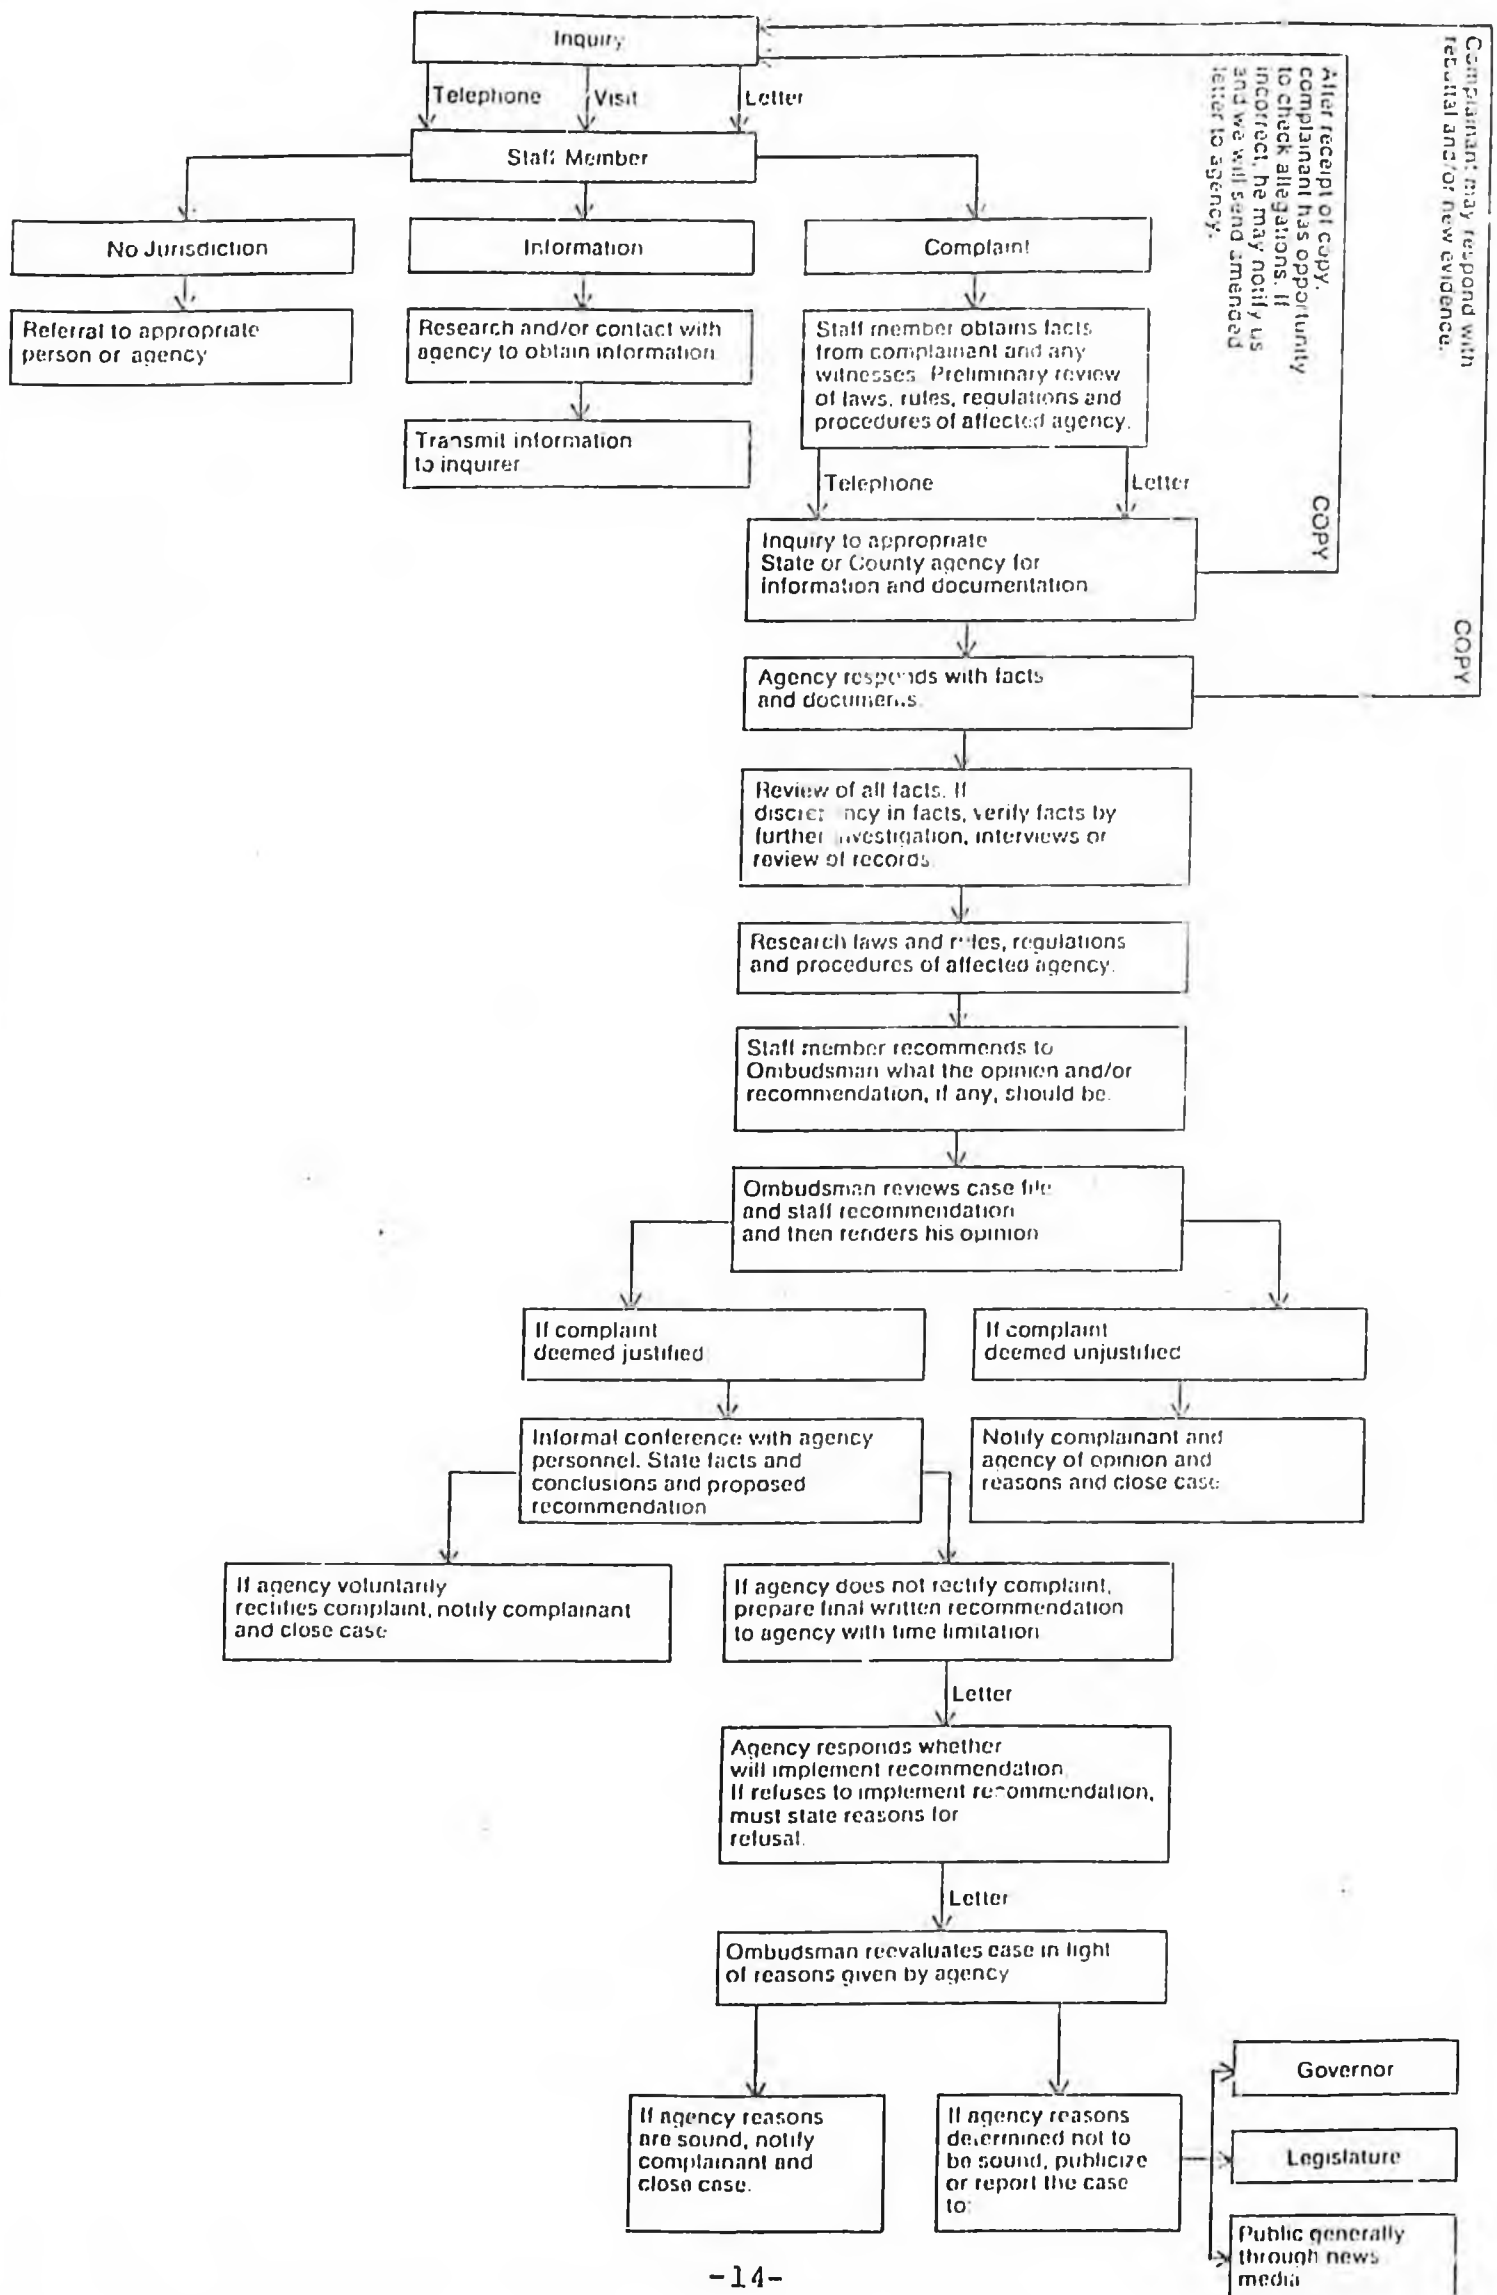 Inquiry
Telephone
Visit
Letter
Staff Member
No Jurisdiction
Information
Complaint
Referral to appropriate
person or agency
Research and/or contact with
agency to obtain information
Transmit information
to inquirer
Staff member obtains facts
from complainant and any
witnesses. Preliminary review
of laws, rules, regulations and
procedures of affected agency.
Telephone
Letter
Inquiry to appropriate
State or County agency for
information and documentation
After receipt of copy,
complainant has opportunity
to check allegations. If
incorrect, he may notify us
and we will send amended
letter to agency.
COPY
Complainant may respond with
rebuttal and/or new evidence.
COPY
Agency responds with facts
and documents.
Review of all facts. If
in facts, verify facts by
further investigation, interviews or
review of records.
Research laws and rules, regulations
and procedures of affected agency.
Staff member recommends to
Ombudsman what the opinion and/or
recommendation, if any, should be.
Ombudsman reviews case file
and staff recommendation
and then renders his opinion
If complaint
deemed justified
If complaint
deemed unjustified
Informal conference with agency
personnel. State facts and
conclusions and proposed
recommendation
Notify complainant and
agency of opinion and
reasons and close case
If agency voluntarily
rectifies complaint, notify complainant
and close case
If agency does not rectify complaint,
prepare final written recommendation
to agency with time limitation
Letter
Agency responds whether
will implement recommendation
If refuses to implement recommendation,
must state reasons for
refusal.
Letter
Ombudsman reevaluates case in light
of reasons given by agency
If agency reasons
are sound, notify
complainant and
close case.
If agency reasons
determined not to
be sound, publicize
or report the case
to:
Governor
Legislature
Public generally
through news
media
-14-